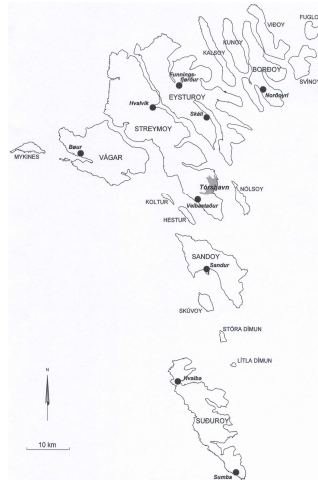 FUGLOY
VIÐOY
KUNOY
KALSOY
BORÐOY
SVÍNOY
Norðoyri
Funnings-
fjørður
EYSTUROY
Hvalvík
Skáli
STREYMOY
Bøur
MYKINES
VÁGAR
Tórshavn
NÓLSOY
KOLTUR
Velbastaður
HESTUR
SANDOY
Sandur
SKÚVOY
STÓRA DÍMUN
LÍTLA DÍMUN
N
Hvalba
SUÐUROY
10 km
Sumba